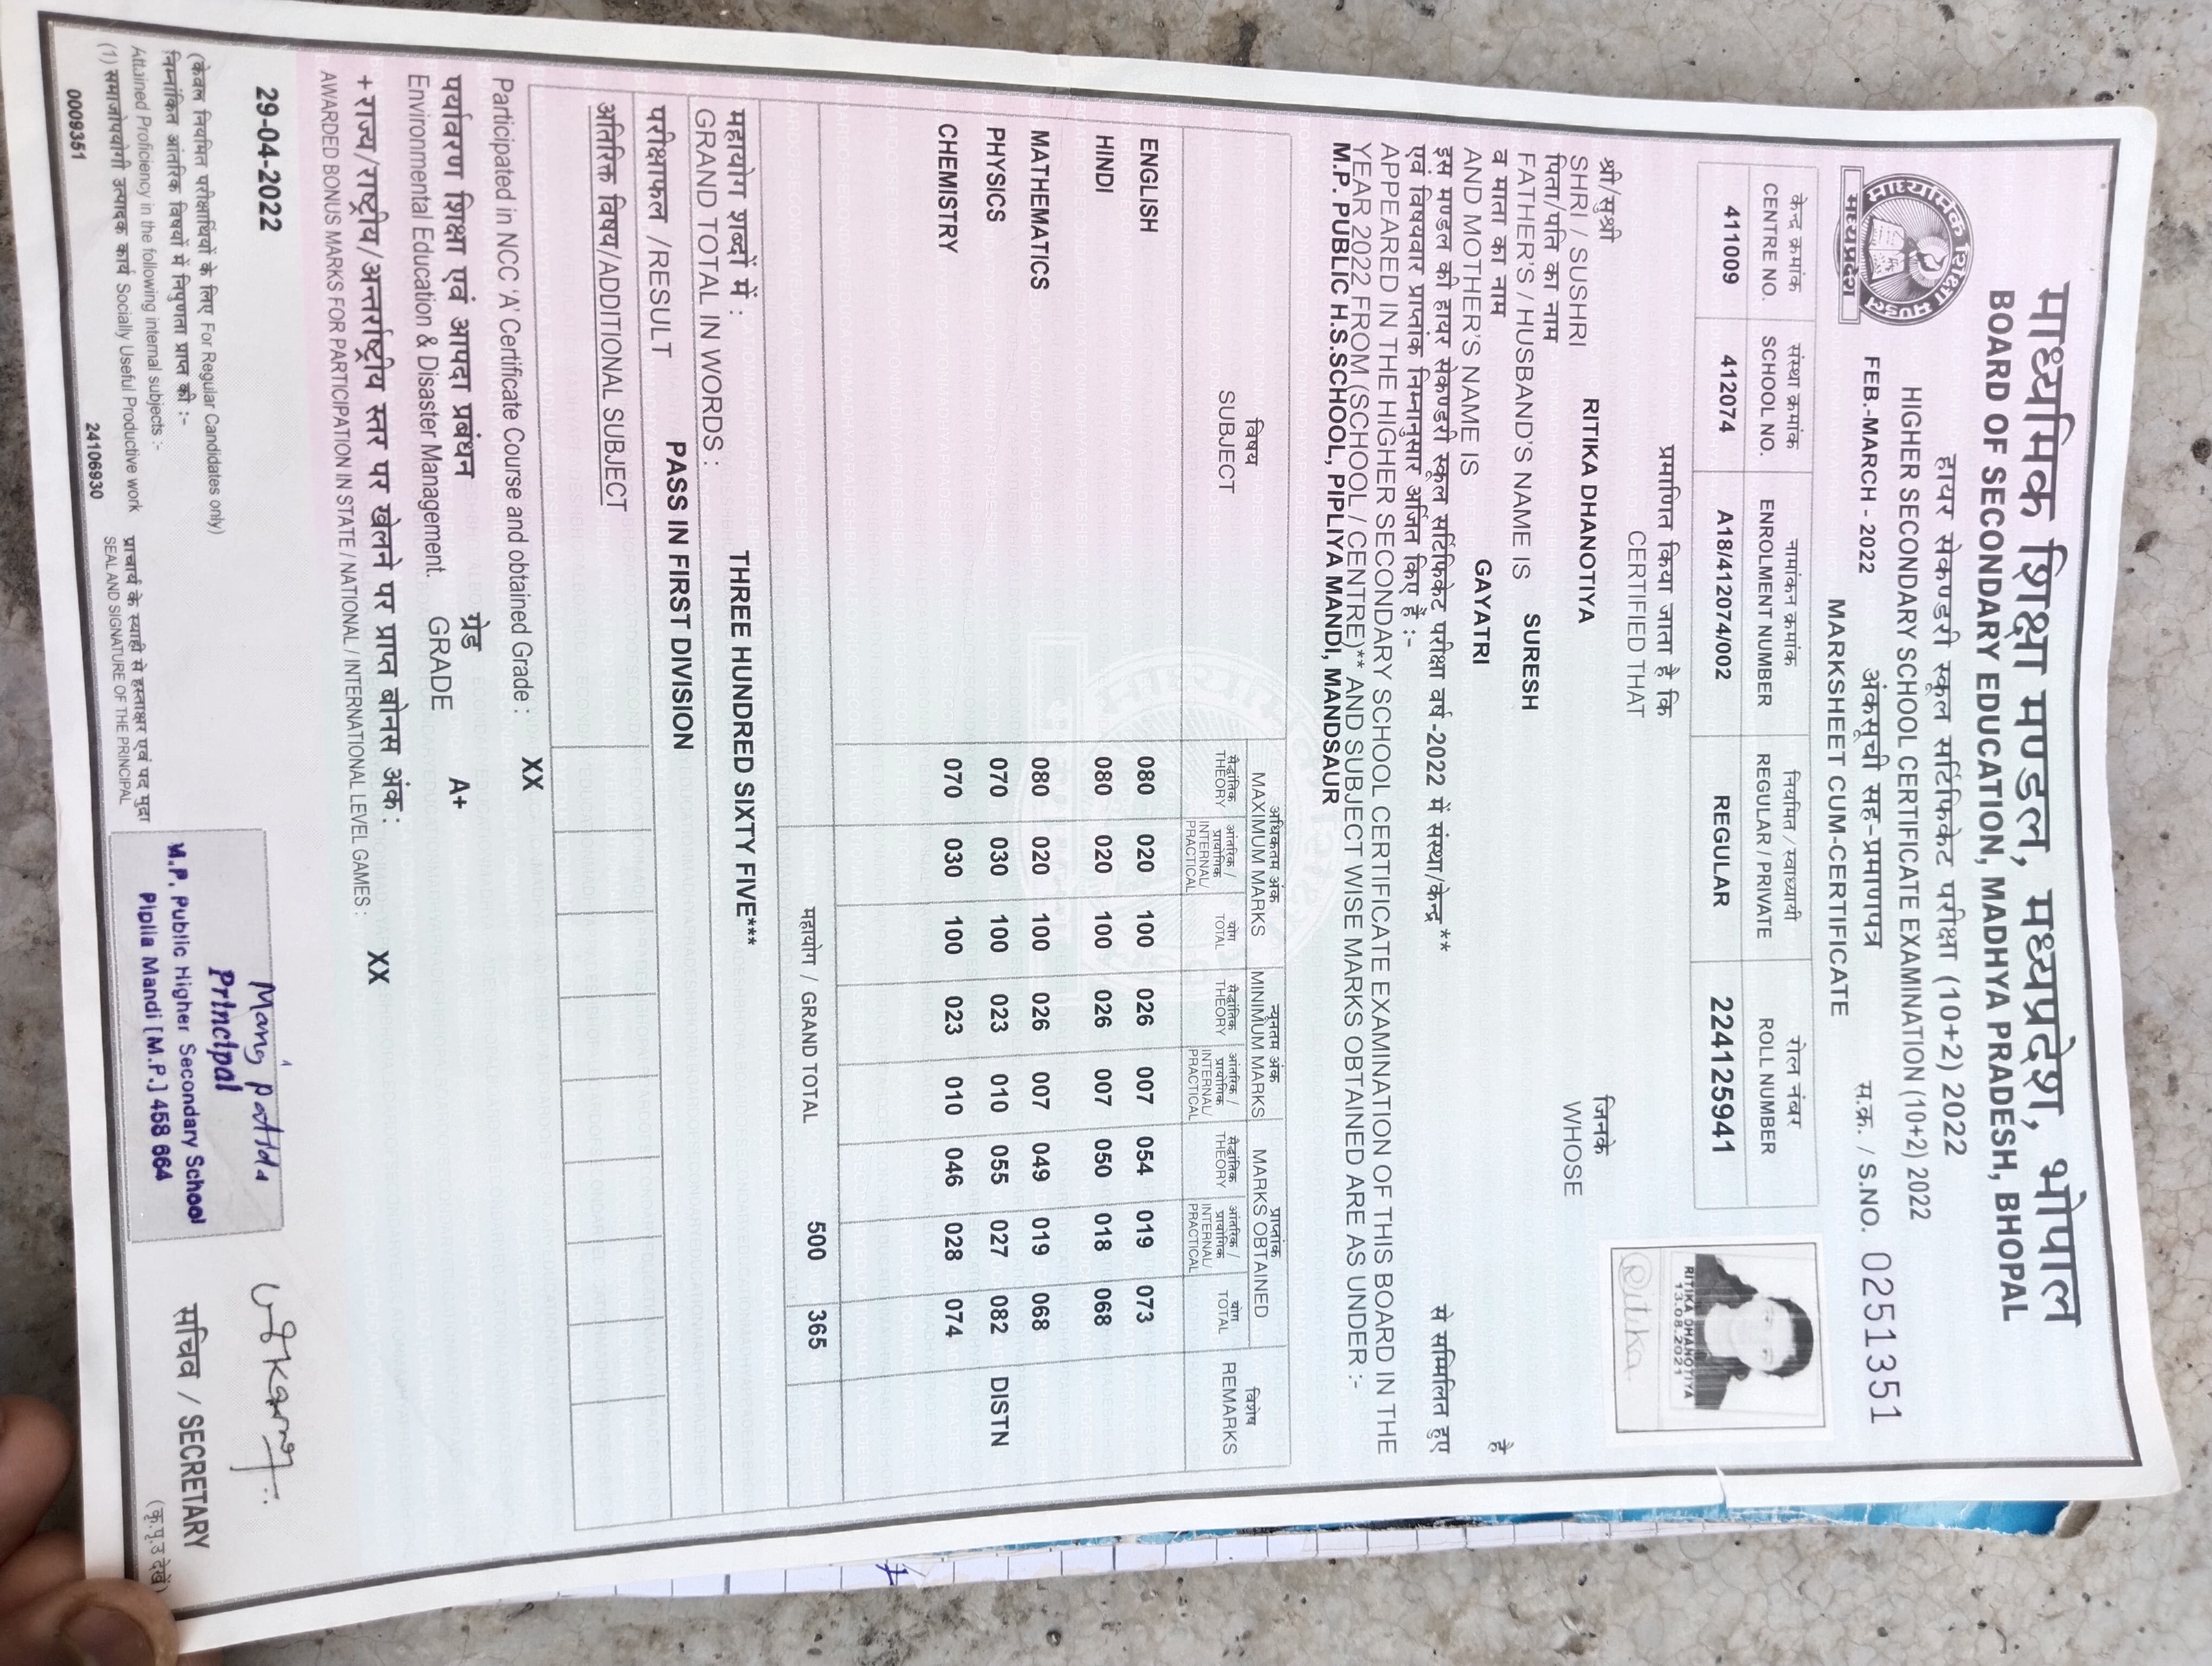 माध्यमिक शिक्षा मण्डल, मध्यप्रदेश, भोपाल
BOARD OF SECONDARY EDUCATION, MADHYA PRADESH, BHOPAL
हायर सेकण्डरी स्कूल सर्टिफिकेट परीक्षा (10+2) 2022
HIGHER SECONDARY SCHOOL CERTIFICATE EXAMINATION (10+2) 2022
माध्यमिक शिक्षा मण्डल
मध्यप्रदेश
FEB.-MARCH - 2022 अंकसूची सह-प्रमाणपत्र स.क्र. / S.NO. 0251351
MARKSHEET CUM-CERTIFICATE
केन्द्र क्रमांक संस्था क्रमांक नामांकन क्रमांक नियमित / स्वाध्यायी रोल नंबर
CENTRE NO. SCHOOL NO. ENROLMENT NUMBER REGULAR / PRIVATE ROLL NUMBER
411009 412074 A18/412074/002 REGULAR 224125941
RITIKA DHANOTIYA
13.08.2021
Ritika
प्रमाणित किया जाता है कि
CERTIFIED THAT
श्री/सुश्री जिनके
SHRI / SUSHRI RITIKA DHANOTIYA WHOSE
पिता/पति का नाम
FATHER'S / HUSBAND'S NAME IS SURESH
व माता का नाम है
AND MOTHER'S NAME IS GAYATRI
इस मण्डल की हायर सेकण्डरी स्कूल सर्टिफिकेट परीक्षा वर्ष -2022 में संस्था/केन्द्र ** से सम्मिलित हुए
एवं विषयवार प्राप्तांक निम्नानुसार अर्जित किए हैं :-
APPEARED IN THE HIGHER SECONDARY SCHOOL CERTIFICATE EXAMINATION OF THIS BOARD IN THE
YEAR 2022 FROM (SCHOOL / CENTRE)** AND SUBJECT WISE MARKS OBTAINED ARE AS UNDER :-
M.P. PUBLIC H.S.SCHOOL, PIPLIYA MANDI, MANDSAUR
विषय अधिकतम अंक न्यूनतम अंक प्राप्तांक विशेष
SUBJECT MAXIMUM MARKS MINIMUM MARKS MARKS OBTAINED REMARKS
सैद्धांतिक आंतरिक / प्रायोगिक योग सैद्धांतिक आंतरिक / प्रायोगिक सैद्धांतिक आंतरिक / प्रायोगिक योग
THEORY INTERNAL/ PRACTICAL TOTAL THEORY INTERNAL/ PRACTICAL THEORY INTERNAL/ PRACTICAL TOTAL
ENGLISH 080 020 100 026 007 054 019 073
HINDI 080 020 100 026 007 050 018 068
MATHEMATICS 080 020 100 026 007 049 019 068
PHYSICS 070 030 100 023 010 055 027 082 DISTN
CHEMISTRY 070 030 100 023 010 046 028 074
महायोग / GRAND TOTAL 500 365
महायोग शब्दों में :
GRAND TOTAL IN WORDS : THREE HUNDRED SIXTY FIVE***
परीक्षाफल /RESULT PASS IN FIRST DIVISION
अतिरिक्त विषय/ADDITIONAL SUBJECT
Participated in NCC 'A' Certificate Course and obtained Grade : XX
पर्यावरण शिक्षा एवं आपदा प्रबंधन ग्रेड A+
Environmental Education & Disaster Management. GRADE
+राज्य/राष्ट्रीय/अन्तर्राष्ट्रीय स्तर पर खेलने पर प्राप्त बोनस अंक : XX
AWARDED BONUS MARKS FOR PARTICIPATION IN STATE / NATIONAL / INTERNATIONAL LEVEL GAMES :
29-04-2022
Principal
M.P. Public Higher Secondary School
Piplia Mandi [M.P.] 458 664
सचिव / SECRETARY
(कृ.पृ.उ देखें)
(केवल नियमित परीक्षार्थियों के लिए For Regular Candidates only)
निम्नांकित आंतरिक विषयों में निपुणता प्राप्त की :-
Attained Proficiency in the following internal subjects :-
(1) समाजोपयोगी उत्पादक कार्य Socially Useful Productive work
प्राचार्य के स्याही से हस्ताक्षर एवं पद मुद्रा
SEAL AND SIGNATURE OF THE PRINCIPAL
0009351 24106930